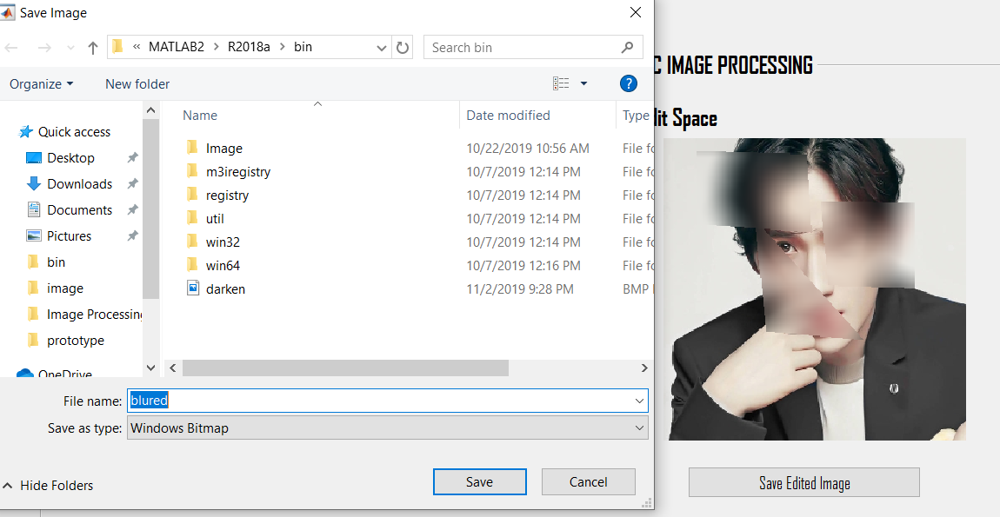 Save Image
« MATLAB2 > R2018a > bin
Search bin
Organize
New folder
?
Name
Date modified
Type
Quick access
Desktop
Downloads
Documents
Pictures
bin
image
Image Processing
prototype
OneDrive
Image 10/22/2019 10:56 AM File fo
m3iregistry 10/7/2019 12:14 PM File fo
registry 10/7/2019 12:14 PM File fo
util 10/7/2019 12:14 PM File fo
win32 10/7/2019 12:14 PM File fo
win64 10/7/2019 12:16 PM File fo
darken 11/2/2019 9:28 PM BMP
File name: blured
Save as type: Windows Bitmap
Hide Folders
Save
Cancel
C IMAGE PROCESSING
dit Space
Save Edited Image